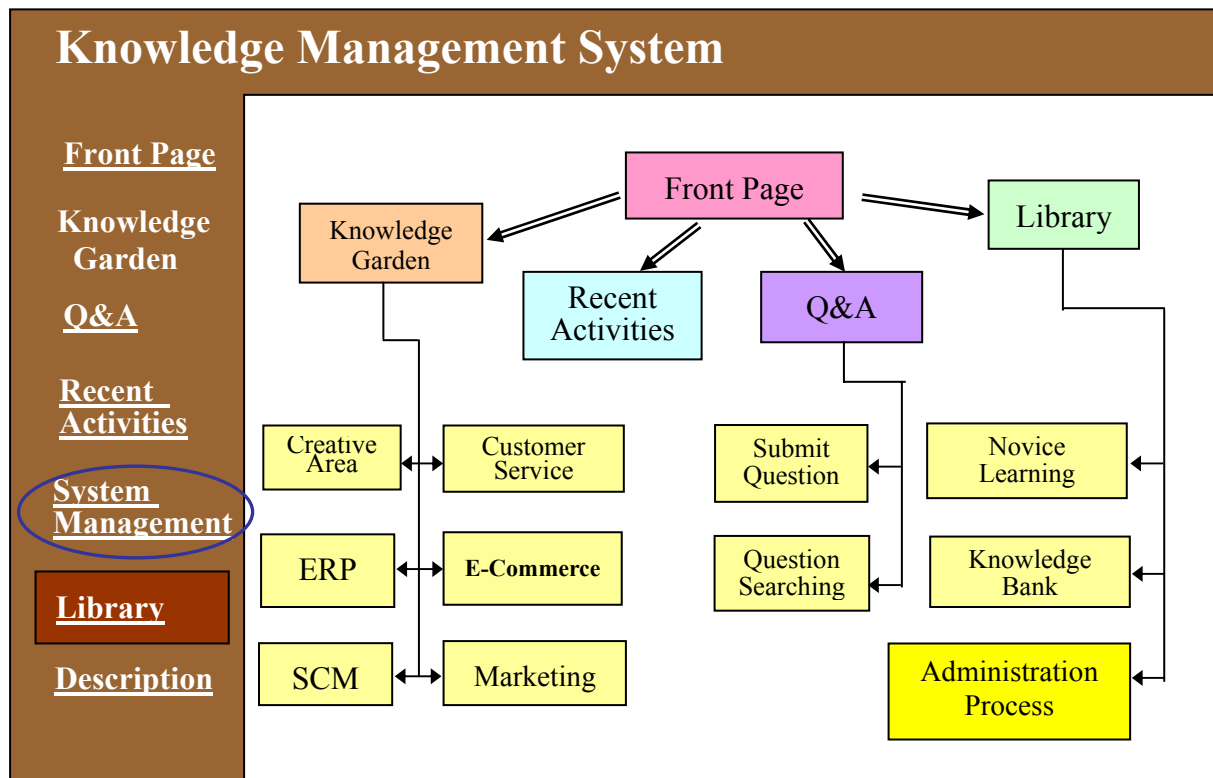 Knowledge Management System
Front Page
Knowledge
Garden
Q&A
Recent
Activities
System
Management
Library
Description
Front Page
Knowledge
Garden
Recent
Activities
Q&A
Library
Creative
Area
Customer
Service
ERP
E-Commerce
SCM
Marketing
Submit
Question
Question
Searching
Novice
Learning
Knowledge
Bank
Administration
Process